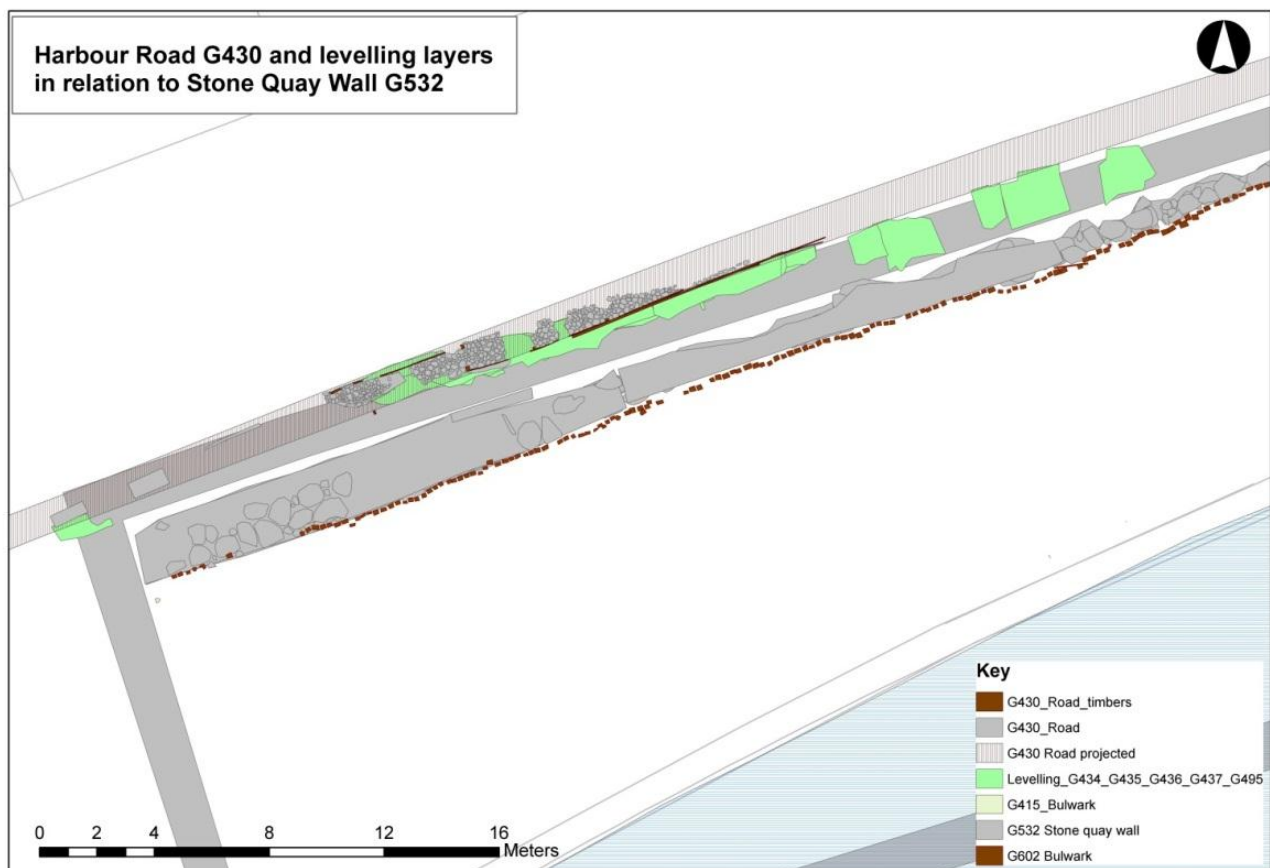 Harbour Road G430 and levelling layers
in relation to Stone Quay Wall G532
Key
G430_Road_timbers
G430_Road
G430 Road projected
Levelling_G434_G435_G436_G437_G495
G415_Bulwark
G532 Stone quay wall
G602 Bulwark
0 2 4 8 12 16
Meters